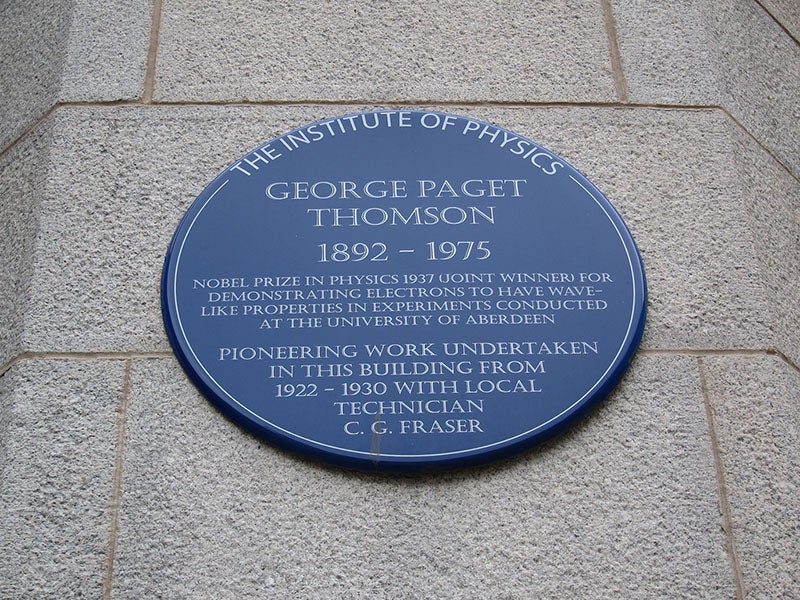 THE INSTITUTE OF PHYSICS
GEORGE PAGET
THOMSON
1892 – 1975
NOBEL PRIZE IN PHYSICS 1937 (JOINT WINNER) FOR
DEMONSTRATING ELECTRONS TO HAVE WAVE-
LIKE PROPERTIES IN EXPERIMENTS CONDUCTED
AT THE UNIVERSITY OF ABERDEEN
PIONEERING WORK UNDERTAKEN
IN THIS BUILDING FROM
1922 – 1930 WITH LOCAL
TECHNICIAN
C. G. FRASER